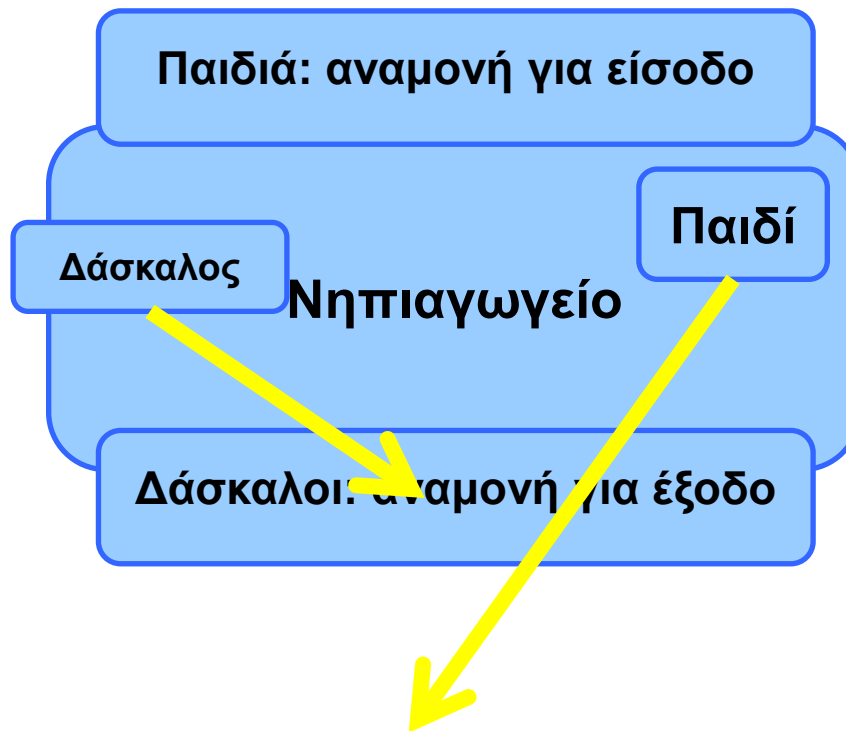 Παιδιά: αναμονή για είσοδο
Παιδί
Δάσκαλος
Νηπιαγωγείο
Δάσκαλοι: αναμονή για έξοδο